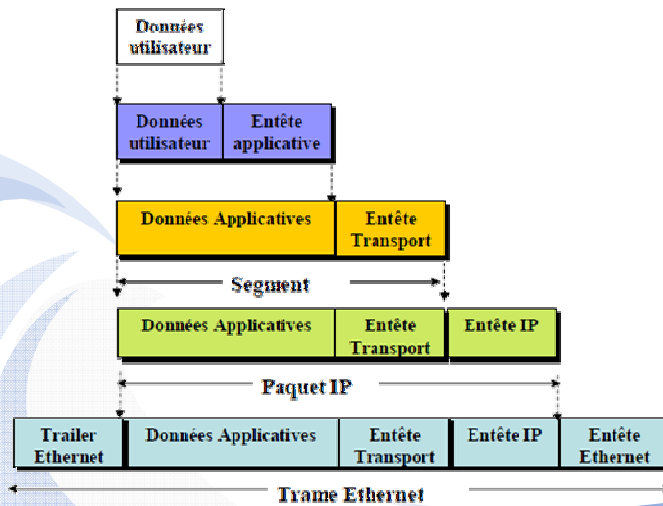 Données
utilisateur
Données
utilisateur
Entête
applicative
Données Applicatives
Entête
Transport
Segment
Données Applicatives
Entête
Transport
Entête IP
Paquet IP
Trailer
Ethernet
Données Applicatives
Entête
Transport
Entête IP
Entête
Ethernet
Trame Ethernet